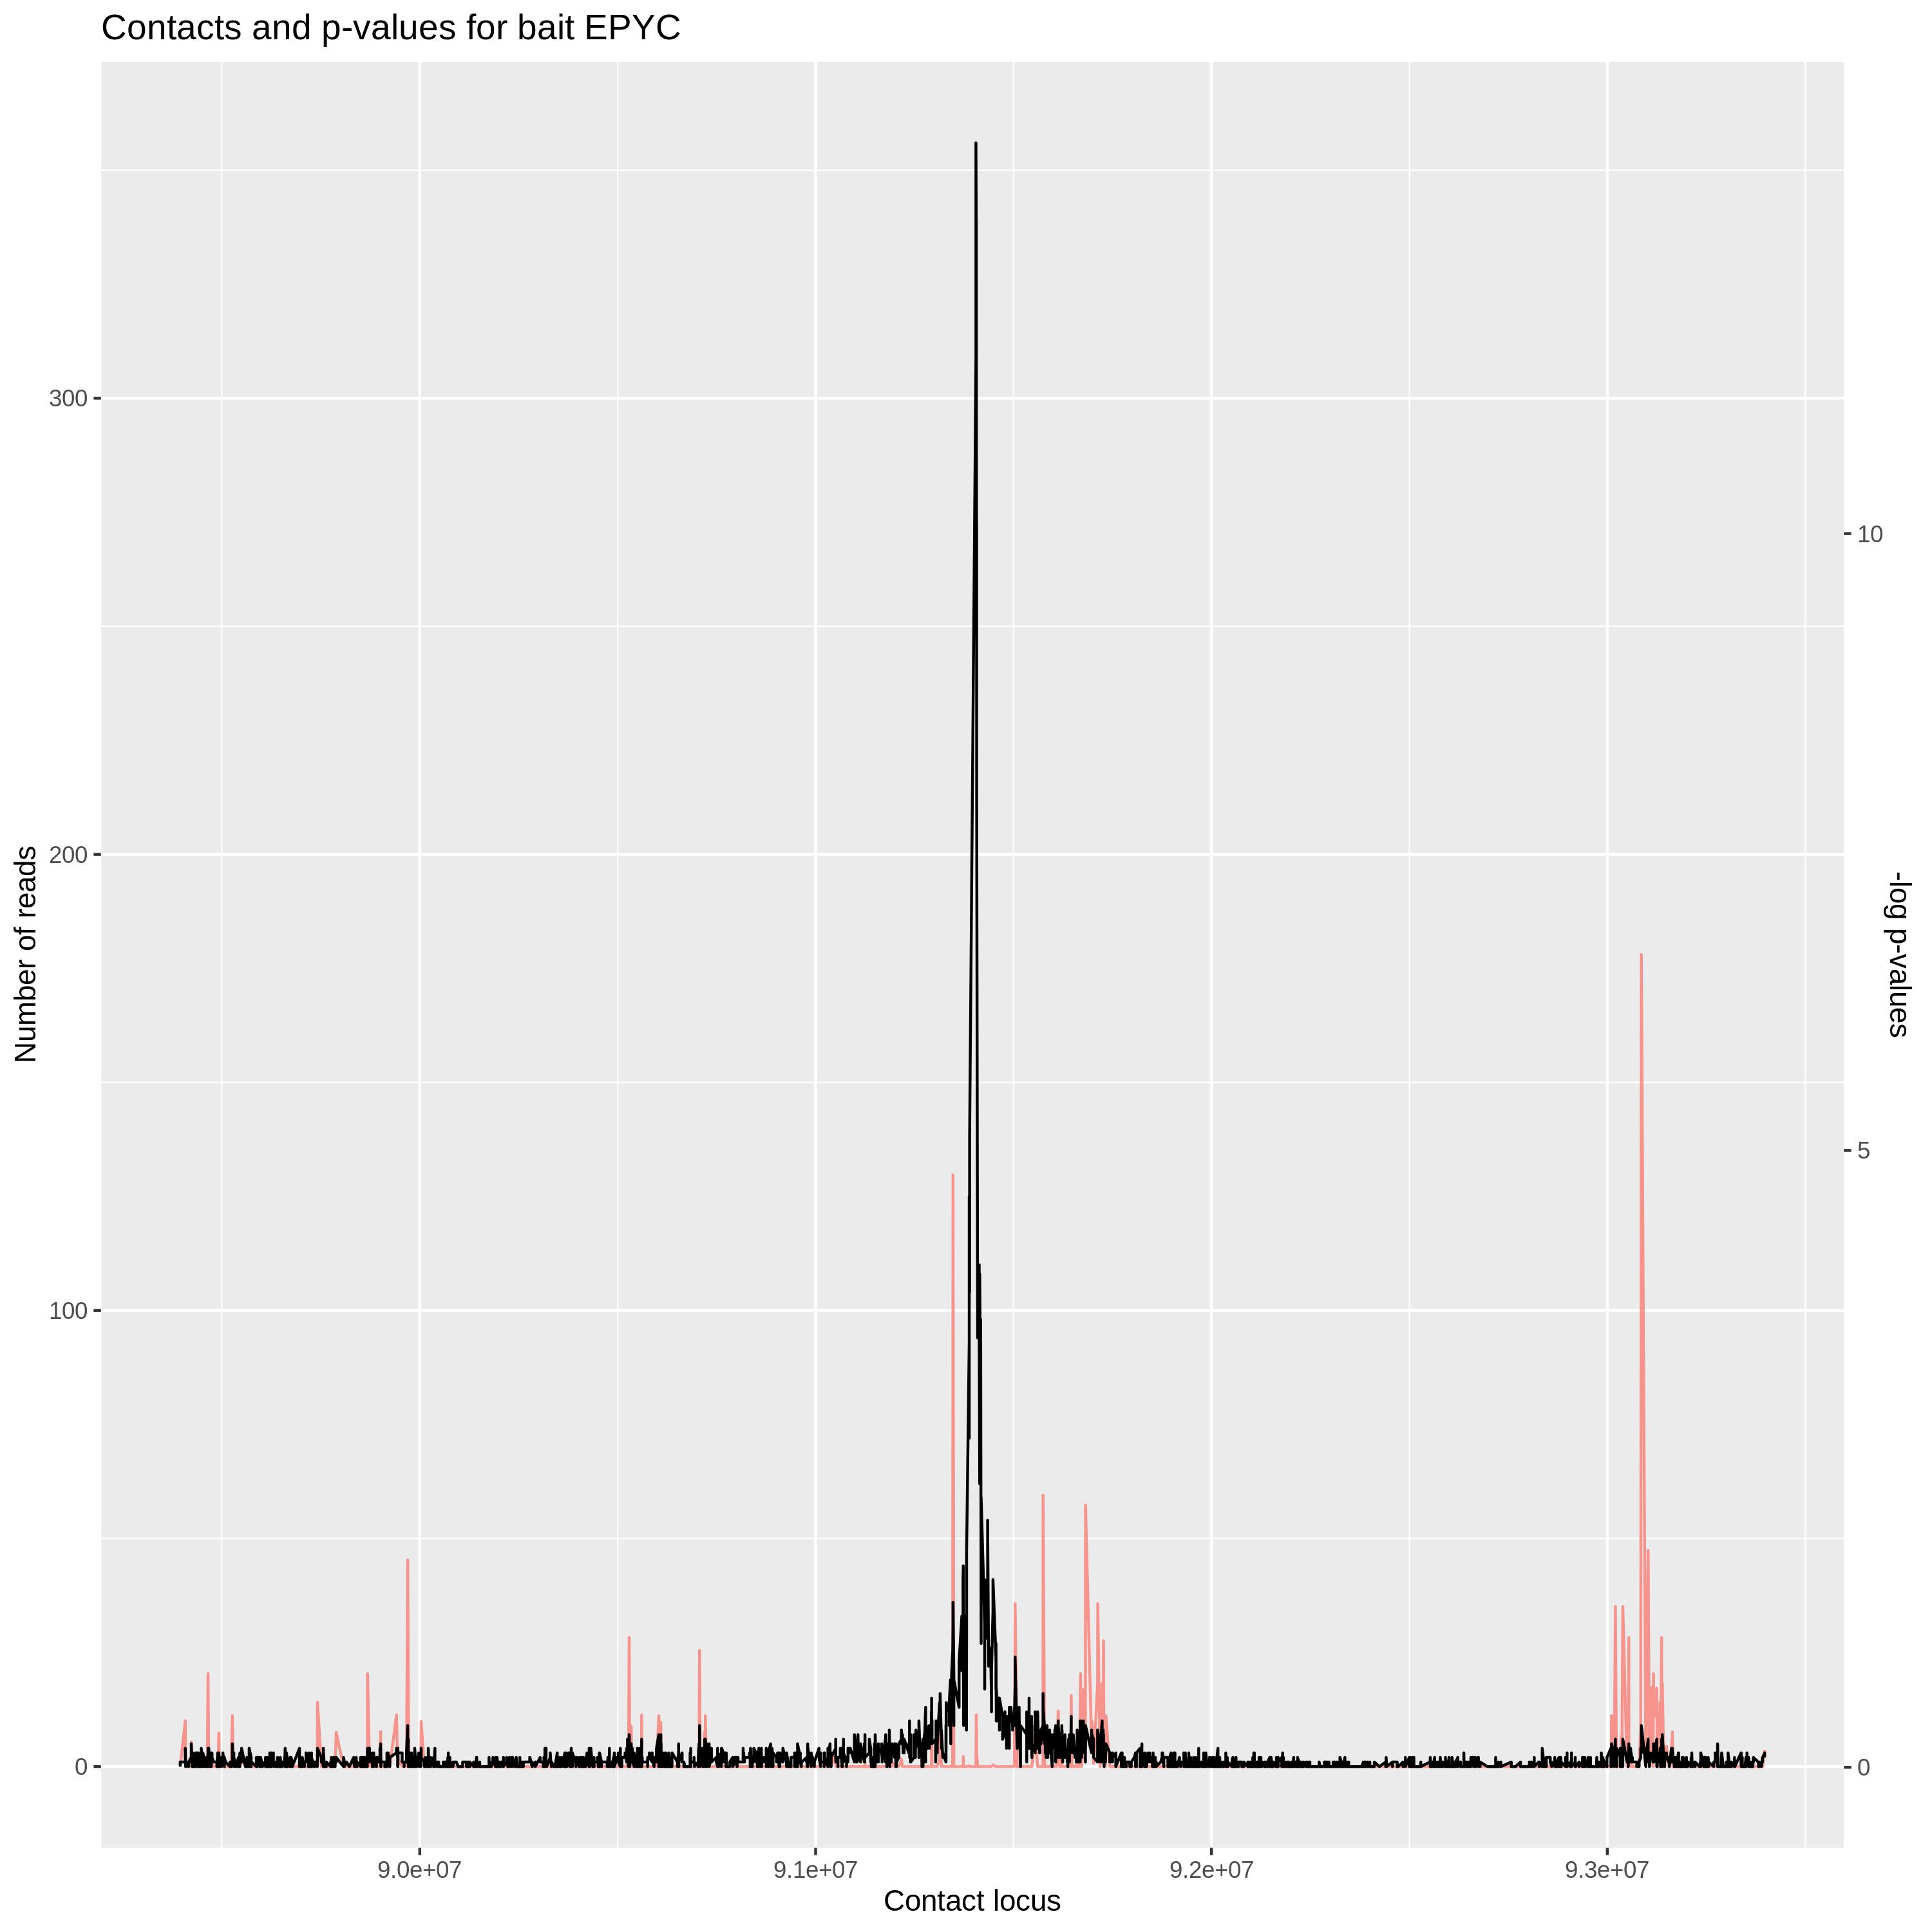 Contacts and p-values for bait EPYC
Number of reads
300
200
100
0
10
5
0
-log p-values
9.0e+07
9.1e+07
9.2e+07
9.3e+07
Contact locus